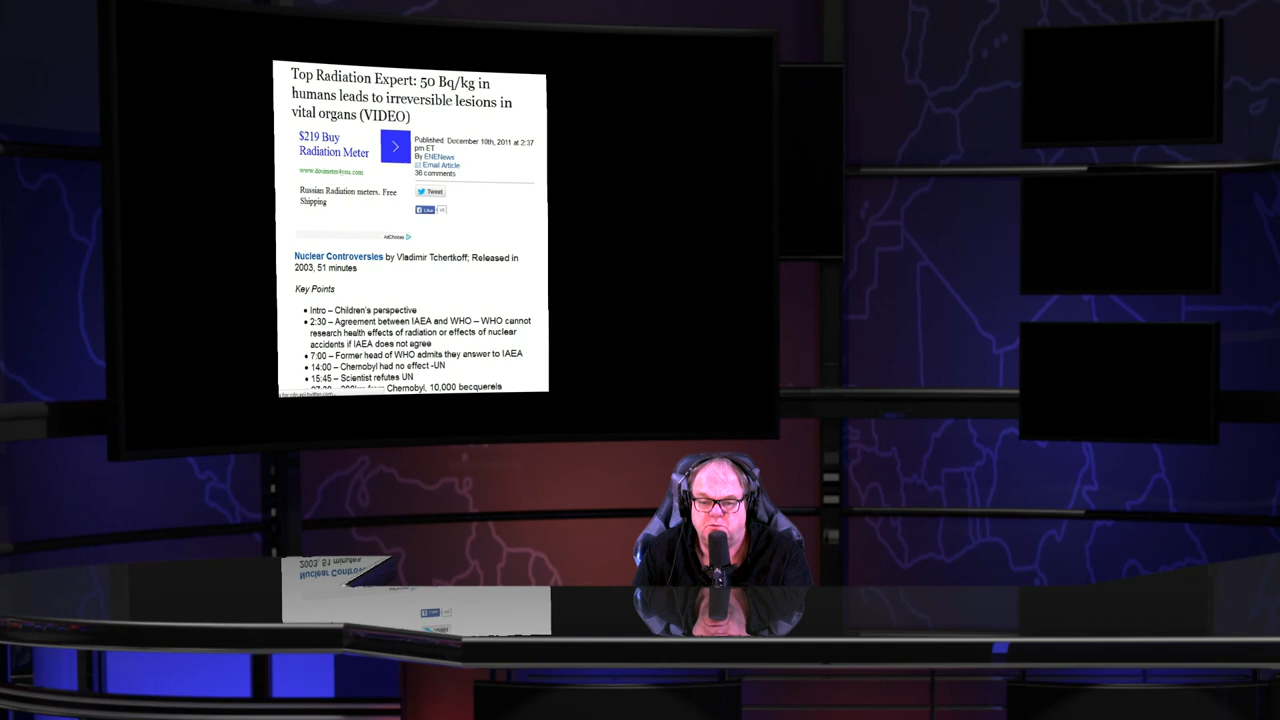 Top Radiation Expert: 50 Bq/kg in
humans leads to irreversible lesions in
vital organs (VIDEO)
$219 Buy
Radiation Meter
www.dosimeter4you.com
Russian Radiation meters. Free
Shipping
AdChoices
Published: December 10th, 2011 at 2:37
pm ET
By ENENews
Email Article
36 comments
Tweet
Like
Nuclear Controversies by Vladimir Tchertkoff; Released in
2003, 51 minutes
Key Points
• Intro – Children's perspective
• 2:30 – Agreement between IAEA and WHO – WHO cannot
research health effects of radiation or effects of nuclear
accidents if IAEA does not agree
• 7:00 – Former head of WHO admits they answer to IAEA
• 14:00 – Chernobyl had no effect -UN
• 15:45 – Scientist refutes UN
Chernobyl, 10,000 becquerels